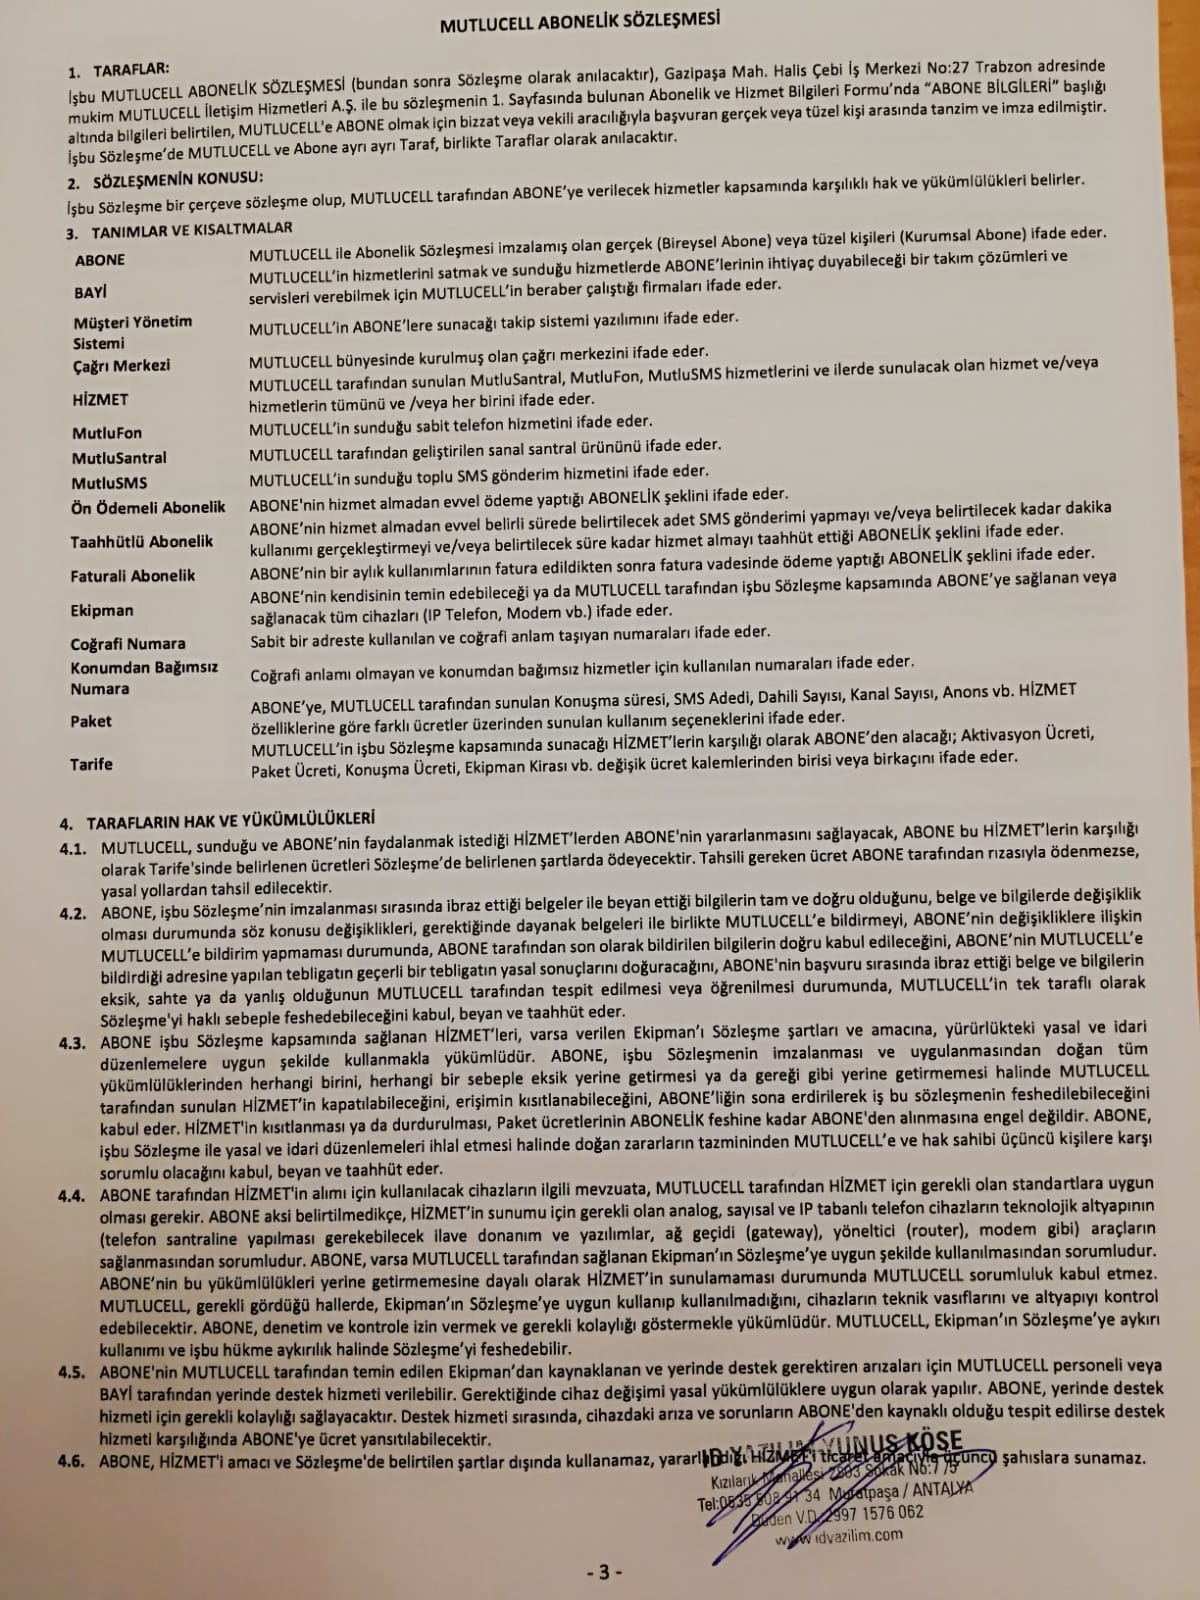 MUTLUCELL ABONELİK SÖZLEŞMESİ
1. TARAFLAR:
İşbu MUTLUCELL ABONELİK SÖZLEŞMESİ (bundan sonra Sözleşme olarak anılacaktır), Gazipaşa Mah. Halis Çebi İş Merkezi No:27 Trabzon adresinde
mukim MUTLUCELL İletişim Hizmetleri A.Ş. ile bu sözleşmenin 1. Sayfasında bulunan Abonelik ve Hizmet Bilgileri Formu’nda “ABONE BİLGİLERİ” başlığı
altında bilgileri belirtilen, MUTLUCELL'e ABONE olmak için bizzat veya vekili aracılığıyla başvuran gerçek veya tüzel kişi arasında tanzim ve imza edilmiştir.
İşbu Sözleşme’de MUTLUCELL ve Abone ayrı ayrı Taraf, birlikte Taraflar olarak anılacaktır.
2. SÖZLEŞMENİN KONUSU:
İşbu Sözleşme bir çerçeve sözleşme olup, MUTLUCELL tarafından ABONE’ye verilecek hizmetler kapsamında karşılıklı hak ve yükümlülükleri belirler.
3. TANIMLAR VE KISALTMALAR
ABONE MUTLUCELL ile Abonelik Sözleşmesi imzalamış olan gerçek (Bireysel Abone) veya tüzel kişileri (Kurumsal Abone) ifade eder.
BAYİ MUTLUCELL’in hizmetlerini satmak ve sunduğu hizmetlerde ABONE’lerinin ihtiyaç duyabileceği bir takım çözümleri ve
servisleri verebilmek için MUTLUCELL’in beraber çalıştığı firmaları ifade eder.
Müşteri Yönetim
Sistemi
MUTLUCELL’in ABONE’lere sunacağı takip sistemi yazılımını ifade eder.
Çağrı Merkezi MUTLUCELL bünyesinde kurulmuş olan çağrı merkezini ifade eder.
HİZMET MUTLUCELL tarafından sunulan MutluSantral, MutluFon, MutluSMS hizmetlerini ve ilerde sunulacak olan hizmet ve/veya
hizmetlerin tümünü ve /veya her birini ifade eder.
MutluFon MUTLUCELL’in sunduğu sabit telefon hizmetini ifade eder.
MutluSantral MUTLUCELL tarafından geliştirilen sanal santral ürününü ifade eder.
MutluSMS MUTLUCELL’in sunduğu toplu SMS gönderim hizmetini ifade eder.
Ön Ödemeli Abonelik ABONE'nin hizmet almadan evvel ödeme yaptığı ABONELİK şeklini ifade eder.
Taahhütlü Abonelik ABONE’nin hizmet almadan evvel belirli sürede belirtilecek adet SMS gönderimi yapmayı ve/veya belirtilecek kadar dakika
kullanımı gerçekleştirmeyi ve/veya belirtilecek süre kadar hizmet almayı taahhüt ettiği ABONELİK şeklini ifade eder.
Faturali Abonelik ABONE’nin bir aylık kullanımlarının fatura edildikten sonra fatura vadesinde ödeme yaptığı ABONELİK şeklini ifade eder.
Ekipman ABONE’nin kendisinin temin edebileceği ya da MUTLUCELL tarafından işbu Sözleşme kapsamında ABONE’ye sağlanan veya
sağlanacak tüm cihazları (IP Telefon, Modem vb.) ifade eder.
Coğrafi Numara Sabit bir adreste kullanılan ve coğrafi anlam taşıyan numaraları ifade eder.
Konumdan Bağımsız
Numara
Coğrafi anlamı olmayan ve konumdan bağımsız hizmetler için kullanılan numaraları ifade eder.
Paket ABONE’ye, MUTLUCELL tarafından sunulan Konuşma süresi, SMS Adedi, Dahili Sayısı, Kanal Sayısı, Anons vb. HİZMET
özelliklerine göre farklı ücretler üzerinden sunulan kullanım seçeneklerini ifade eder.
Tarife MUTLUCELL’in işbu Sözleşme kapsamında sunacağı HİZMET’lerin karşılığı olarak ABONE’den alacağı; Aktivasyon Ücreti,
Paket Ücreti, Konuşma Ücreti, Ekipman Kirası vb. değişik ücret kalemlerinden birisi veya birkaçını ifade eder.
4. TARAFLARIN HAK VE YÜKÜMLÜLÜKLERİ
4.1. MUTLUCELL, sunduğu ve ABONE’nin faydalanmak istediği HİZMET’lerden ABONE'nin yararlanmasını sağlayacak, ABONE bu HİZMET’lerin karşılığı
olarak Tarife'sinde belirlenen ücretleri Sözleşme’de belirlenen şartlarda ödeyecektir. Tahsili gereken ücret ABONE tarafından rızasıyla ödenmezse,
yasal yollardan tahsil edilecektir.
4.2. ABONE, işbu Sözleşme’nin imzalanması sırasında ibraz ettiği belgeler ile beyan ettiği bilgilerin tam ve doğru olduğunu, belge ve bilgilerde değişiklik
olması durumunda söz konusu değişiklikleri, gerektiğinde dayanak belgeleri ile birlikte MUTLUCELL’e bildirmeyi, ABONE’nin değişikliklere ilişkin
MUTLUCELL’e bildirim yapmaması durumunda, ABONE tarafından son olarak bildirilen bilgilerin doğru kabul edileceğini, ABONE’nin MUTLUCELL’e
bildirdiği adresine yapılan tebligatın geçerli bir tebligatın yasal sonuçlarını doğuracağını, ABONE'nin başvuru sırasında ibraz ettiği belge ve bilgilerin
eksik, sahte ya da yanlış olduğunun MUTLUCELL tarafından tespit edilmesi veya öğrenilmesi durumunda, MUTLUCELL’in tek taraflı olarak
Sözleşme'yi haklı sebeple feshedebileceğini kabul, beyan ve taahhüt eder.
4.3. ABONE işbu Sözleşme kapsamında sağlanan HİZMET’leri, varsa verilen Ekipman’ı Sözleşme şartları ve amacına, yürürlükteki yasal ve idari
düzenlemelere uygun şekilde kullanmakla yükümlüdür. ABONE, işbu Sözleşmenin imzalanması ve uygulanmasından doğan tüm
yükümlülüklerinden herhangi birini, herhangi bir sebeple eksik yerine getirmesi ya da gereği gibi yerine getirmemesi halinde MUTLUCELL
tarafından sunulan HİZMET’in kapatılabileceğini, erişimin kısıtlanabileceğini, ABONE’liğin sona erdirilerek iş bu sözleşmenin feshedilebileceğini
kabul eder. HİZMET'in kısıtlanması ya da durdurulması, Paket ücretlerinin ABONELİK feshine kadar ABONE'den alınmasına engel değildir. ABONE,
işbu Sözleşme ile yasal ve idari düzenlemeleri ihlal etmesi halinde doğan zararların tazmininden MUTLUCELL’e ve hak sahibi üçüncü kişilere karşı
sorumlu olacağını kabul, beyan ve taahhüt eder.
4.4. ABONE tarafından HİZMET'in alımı için kullanılacak cihazların ilgili mevzuata, MUTLUCELL tarafından HİZMET için gerekli olan standartlara uygun
olması gerekir. ABONE aksi belirtilmedikçe, HİZMET’in sunumu için gerekli olan analog, sayısal ve IP tabanlı telefon cihazların teknolojik altyapının
(telefon santraline yapılması gerekebilecek ilave donanım ve yazılımlar, ağ geçidi (gateway), yöneltici (router), modem gibi) araçların
sağlanmasından sorumludur. ABONE, varsa MUTLUCELL tarafından sağlanan Ekipman’ın Sözleşme’ye uygun şekilde kullanılmasından sorumludur.
ABONE’nin bu yükümlülükleri yerine getirmemesine dayalı olarak HİZMET’in sunulamaması durumunda MUTLUCELL sorumluluk kabul etmez.
MUTLUCELL, gerekli gördüğü hallerde, Ekipman’ın Sözleşme’ye uygun kullanıp kullanılmadığını, cihazların teknik vasıflarını ve altyapıyı kontrol
edebilecektir. ABONE, denetim ve kontrole izin vermek ve gerekli kolaylığı göstermekle yükümlüdür. MUTLUCELL, Ekipman’ın Sözleşme’ye aykırı
kullanımı ve işbu hükme aykırılık halinde Sözleşme’yi feshedebilir.
4.5. ABONE'nin MUTLUCELL tarafından temin edilen Ekipman’dan kaynaklanan ve yerinde destek gerektiren arızaları için MUTLUCELL personeli veya
BAYİ tarafından yerinde destek hizmeti verilebilir. Gerektiğinde cihaz değişimi yasal yükümlülüklere uygun olarak yapılır. ABONE, yerinde destek
hizmeti için gerekli kolaylığı sağlayacaktır. Destek hizmeti sırasında, cihazdaki arıza ve sorunların ABONE'den kaynaklı olduğu tespit edilirse destek
hizmeti karşılığında ABONE'ye ücret yansıtılabilecektir.
4.6. ABONE, HİZMET'i amacı ve Sözleşme'de belirtilen şartlar dışında kullanamaz, yararlandığı HİZMET'i ticaret amacıyla üçüncü şahıslara sunamaz.
ID YAZILIM-YUNUS KÖSE
Kızılarık Mahallesi 2803 Sokak No:7 /5
Tel:0535 508 91 34 Muratpaşa / ANTALYA
Düden V.D. 2997 1576 062
www.idyazilim.com
- 3 -